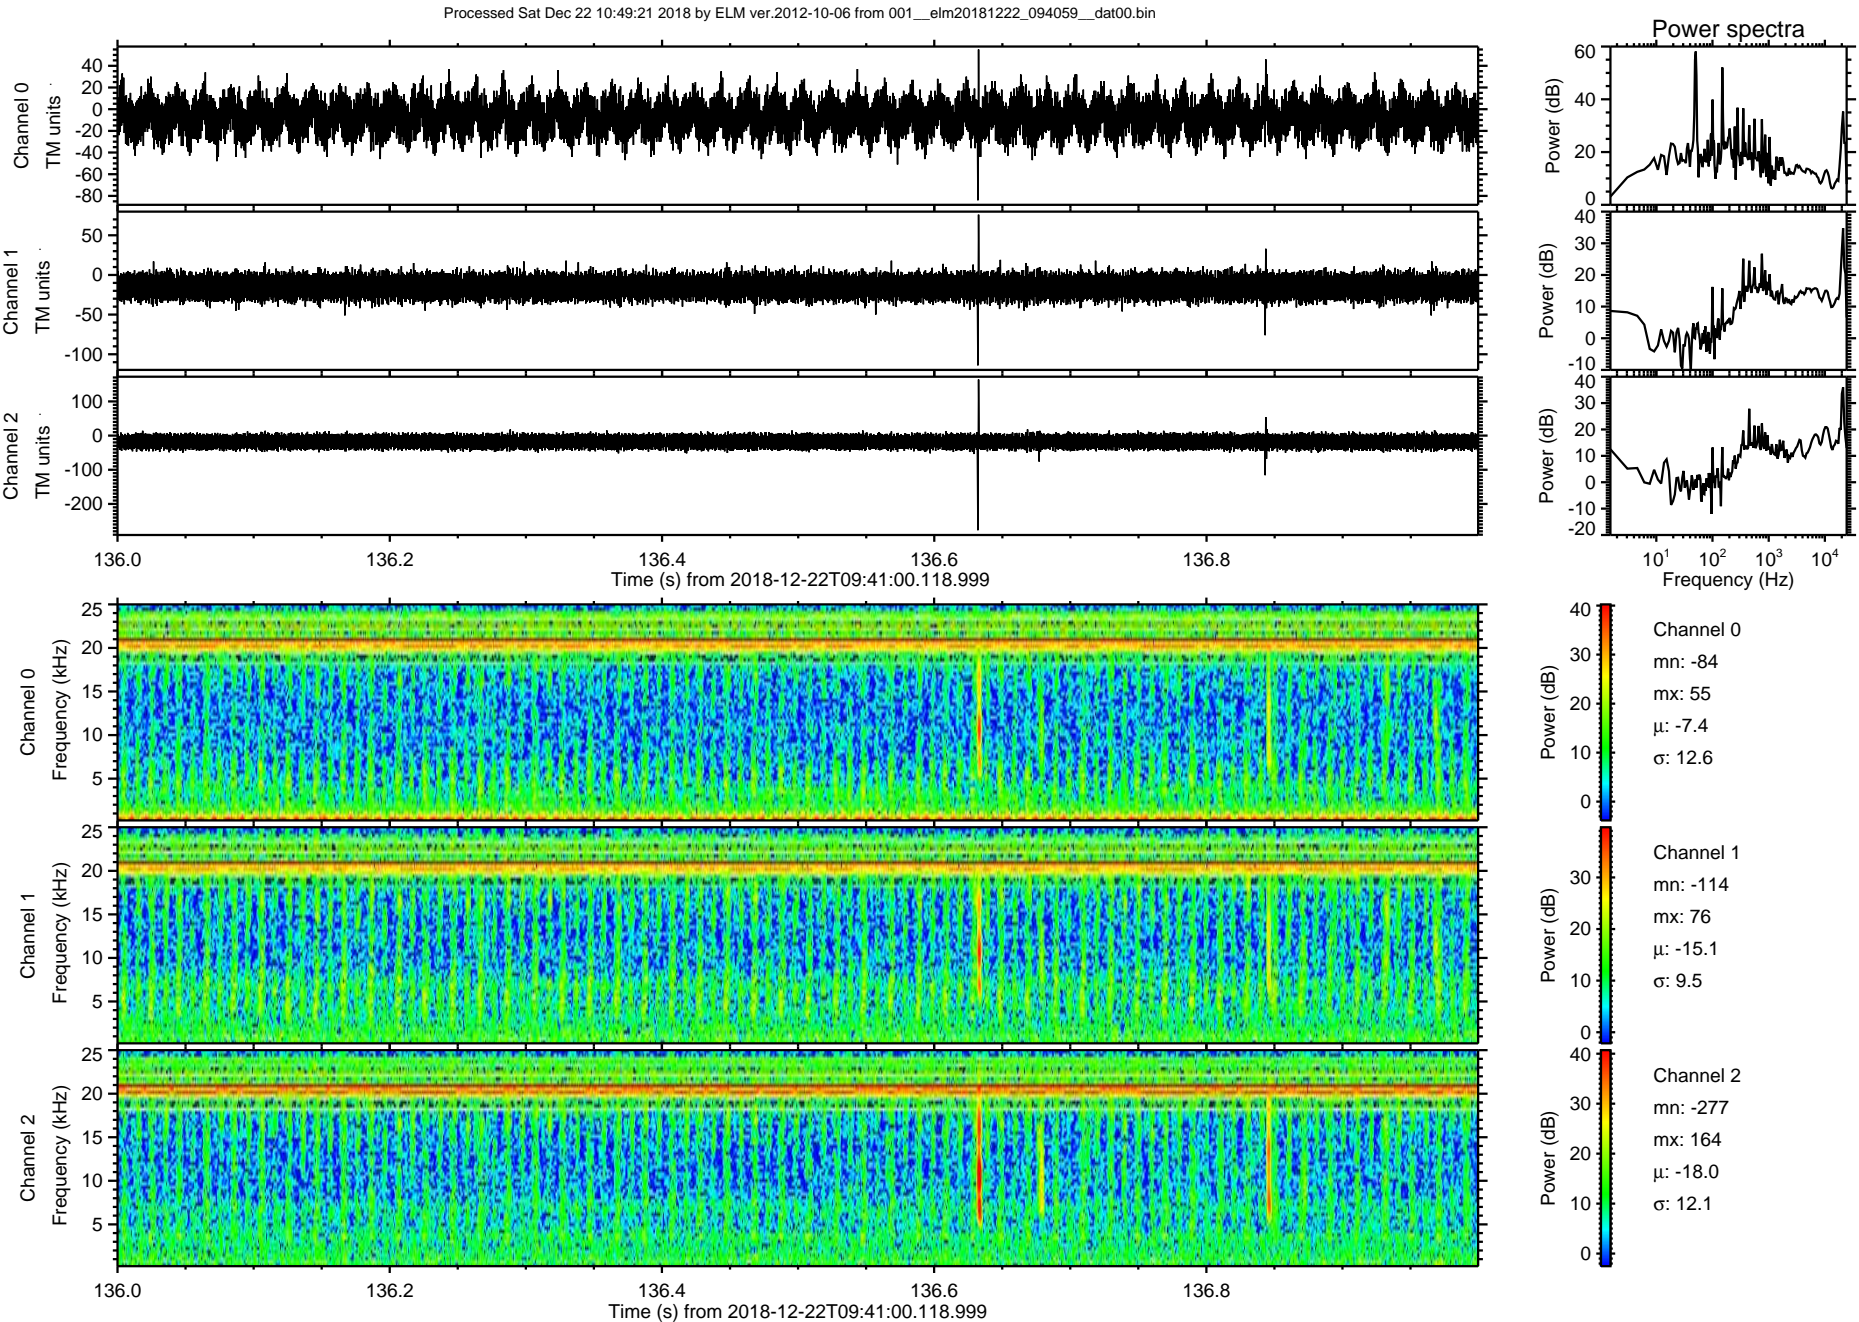 Processed Sat Dec 22 10:49:21 2018 by ELM ver.2012-10-06 from 001__elm20181222_094059__dat00.bin
Power spectra
Channel 0
TM units
40
20
0
-20
-40
-60
-80
Power (dB)
60
40
20
0
Channel 1
TM units
50
0
-50
-100
Power (dB)
40
30
20
10
0
-10
Channel 2
TM units
100
0
-100
-200
Power (dB)
40
30
20
10
0
-10
-20
136.0 136.2 136.4 136.6 136.8
Time (s) from 2018-12-22T09:41:00.118.999
10¹ 10² 10³ 10⁴
Frequency (Hz)
Channel 0
Frequency (kHz)
25
20
15
10
5
Power (dB)
40
30
20
10
0
Channel 0
mn: -84
mx: 55
μ: -7.4
σ: 12.6
Channel 1
Frequency (kHz)
25
20
15
10
5
Power (dB)
30
20
10
0
Channel 1
mn: -114
mx: 76
μ: -15.1
σ: 9.5
Channel 2
Frequency (kHz)
25
20
15
10
5
Power (dB)
40
30
20
10
0
Channel 2
mn: -277
mx: 164
μ: -18.0
σ: 12.1
136.0 136.2 136.4 136.6 136.8
Time (s) from 2018-12-22T09:41:00.118.999